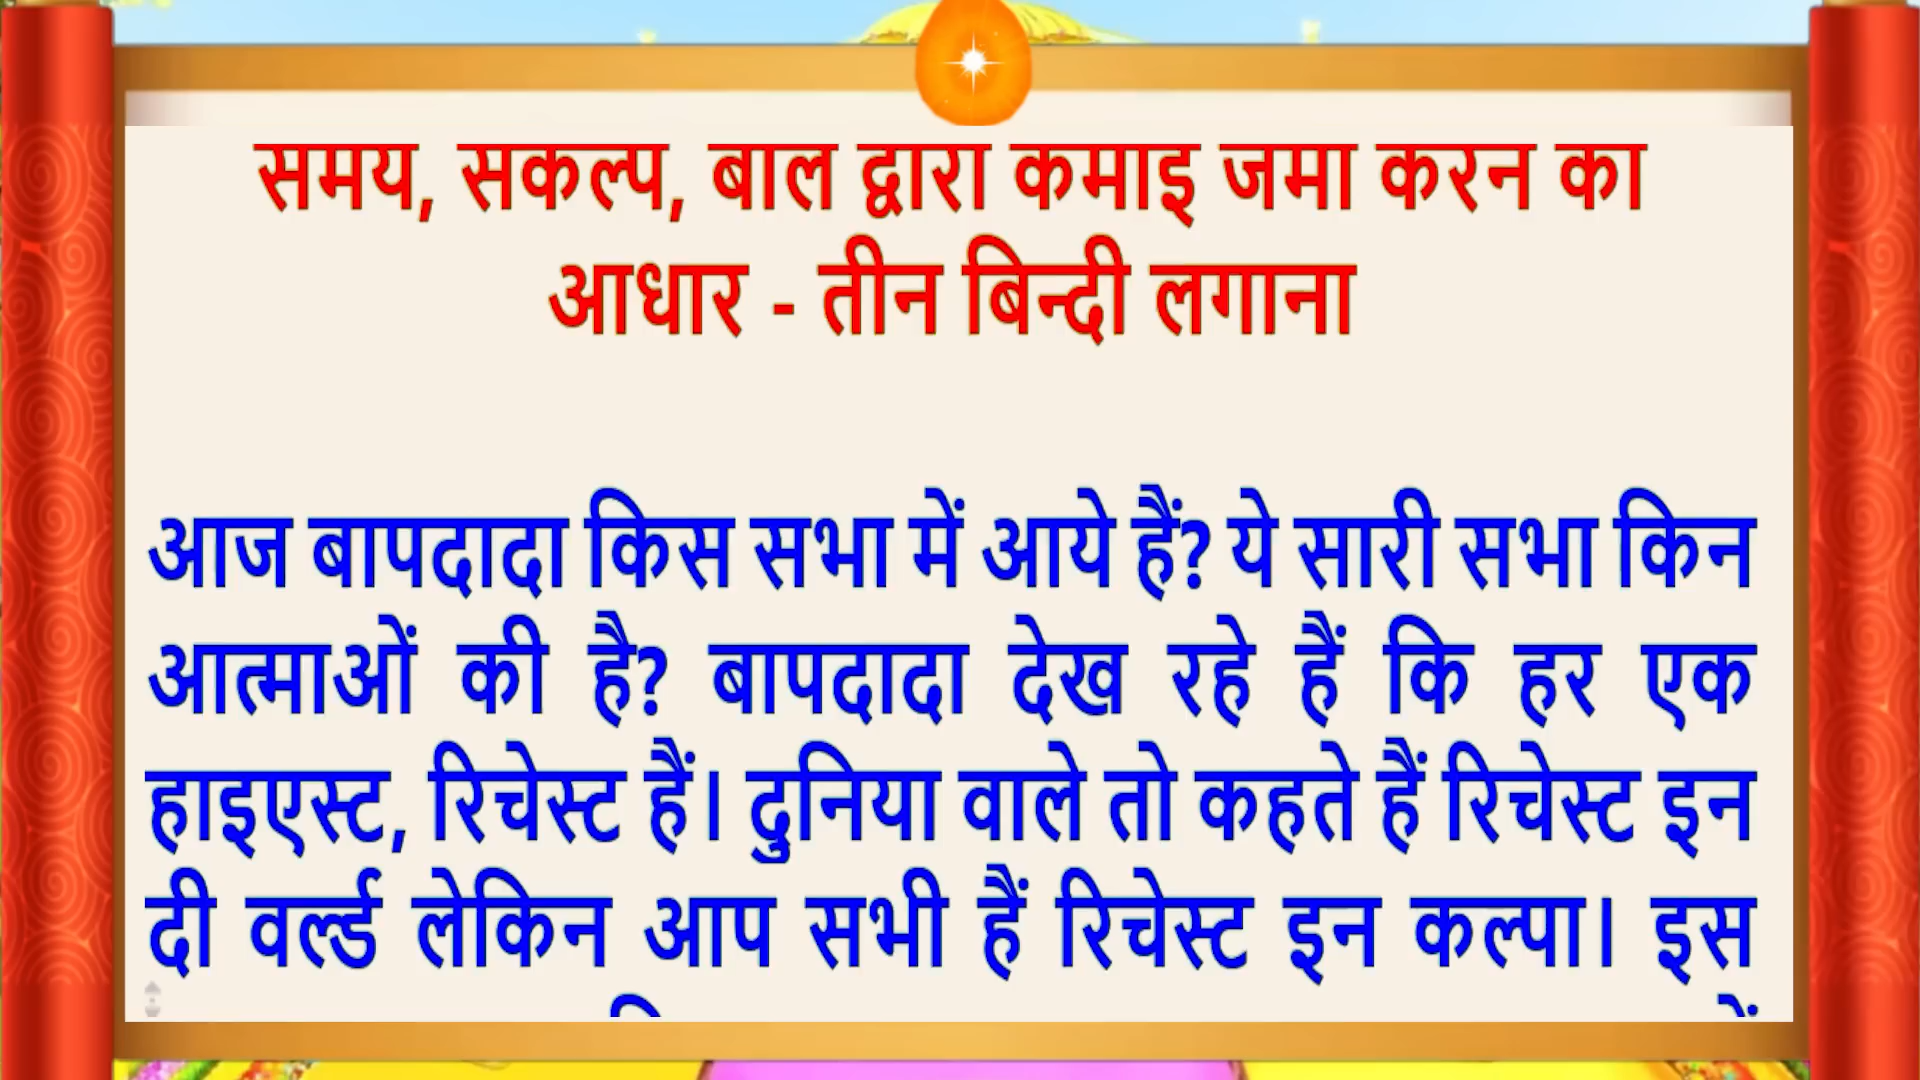 समय, सकल्प, बाल द्वारा कमाइ जमा करन का
आधार - तीन बिन्दी लगाना
आज बापदादा किस सभा में आये हैं? ये सारी सभा किन
आत्माओं की है? बापदादा देख रहे हैं कि हर एक
हाइएस्ट, रिचेस्ट हैं। दुनिया वाले तो कहते हैं रिचेस्ट इन
दी वर्ल्ड लेकिन आप सभी हैं रिचेस्ट इन कल्पा। इस